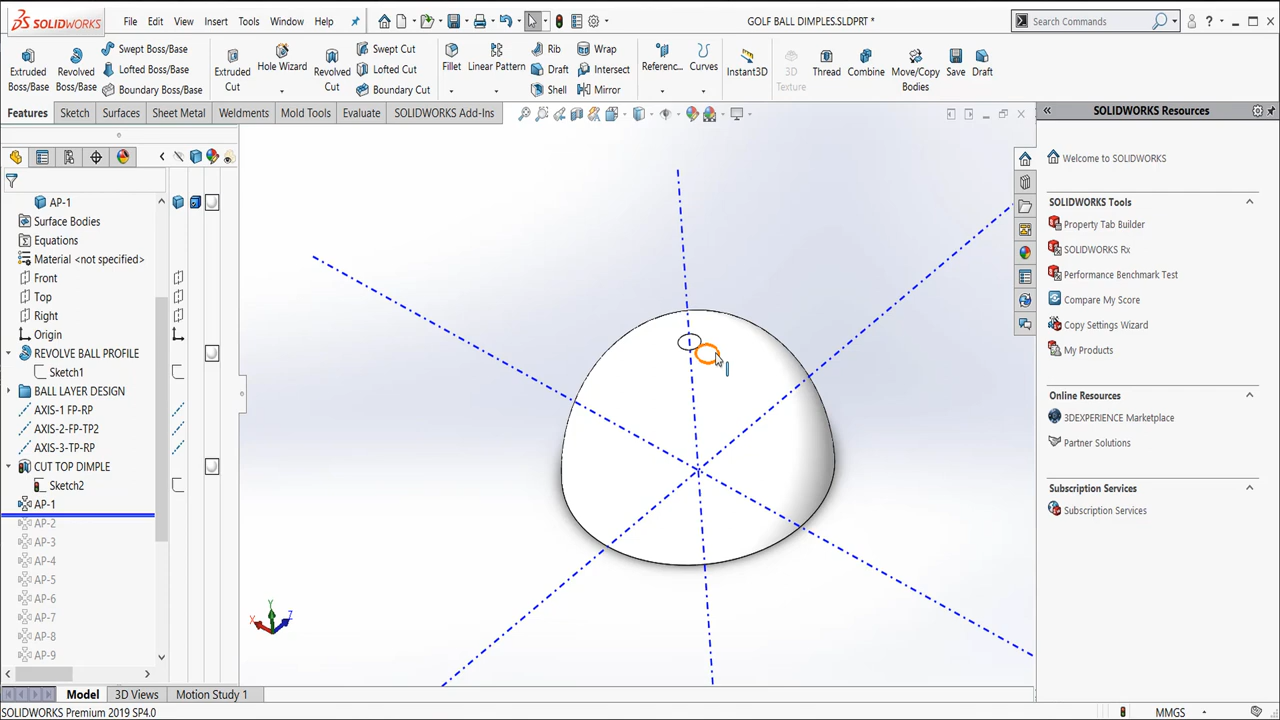 SOLIDWORKS File Edit View Insert Tools Window Help GOLF BALL DIMPLES.SLDPRT * Search Commands ?
Extruded Boss/Base
Revolved Boss/Base
Swept Boss/Base
Lofted Boss/Base
Boundary Boss/Base
Extruded Cut
Hole Wizard
Revolved Cut
Swept Cut
Lofted Cut
Boundary Cut
Fillet
Linear Pattern
Rib
Draft
Shell
Wrap
Intersect
Mirror
Referenc...
Curves
Instant3D
3D Texture
Thread
Combine
Move/Copy Bodies
Save
Draft
Features Sketch Surfaces Sheet Metal Weldments Mold Tools Evaluate SOLIDWORKS Add-Ins
AP-1
Surface Bodies
Equations
Material <not specified>
Front
Top
Right
Origin
REVOLVE BALL PROFILE
Sketch1
BALL LAYER DESIGN
AXIS-1 FP-RP
AXIS-2-FP-TP2
AXIS-3-TP-RP
CUT TOP DIMPLE
Sketch2
AP-1
AP-2
AP-3
AP-4
AP-5
AP-6
AP-7
AP-8
AP-9
Y
X
Z
SOLIDWORKS Resources
Welcome to SOLIDWORKS
SOLIDWORKS Tools
Property Tab Builder
SOLIDWORKS Rx
Performance Benchmark Test
Compare My Score
Copy Settings Wizard
My Products
Online Resources
3DEXPERIENCE Marketplace
Partner Solutions
Subscription Services
Subscription Services
Model 3D Views Motion Study 1
SOLIDWORKS Premium 2019 SP4.0 MMGS